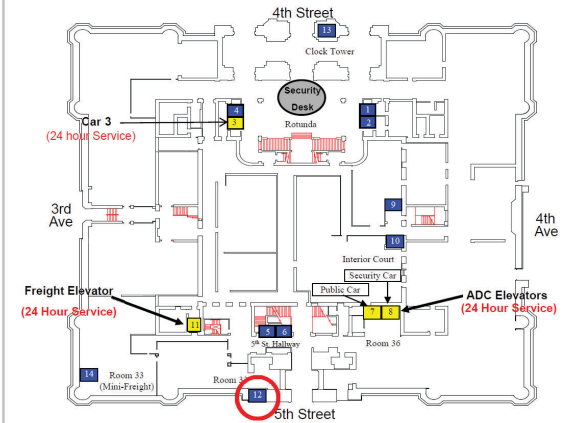 4th Street
13
Clock Tower
Security
Desk
Rotunda
4
3
1
2
Car 3
(24 hour Service)
3rd
Ave
4th
Ave
9
10
Interior Court
Security Car
Public Car
7
8
ADC Elevators
(24 Hour Service)
Freight Elevator
(24 Hour Service)
11
5
6
5th St. Hallway
Room 36
14
Room 33
(Mini-Freight)
Room
12
5th Street